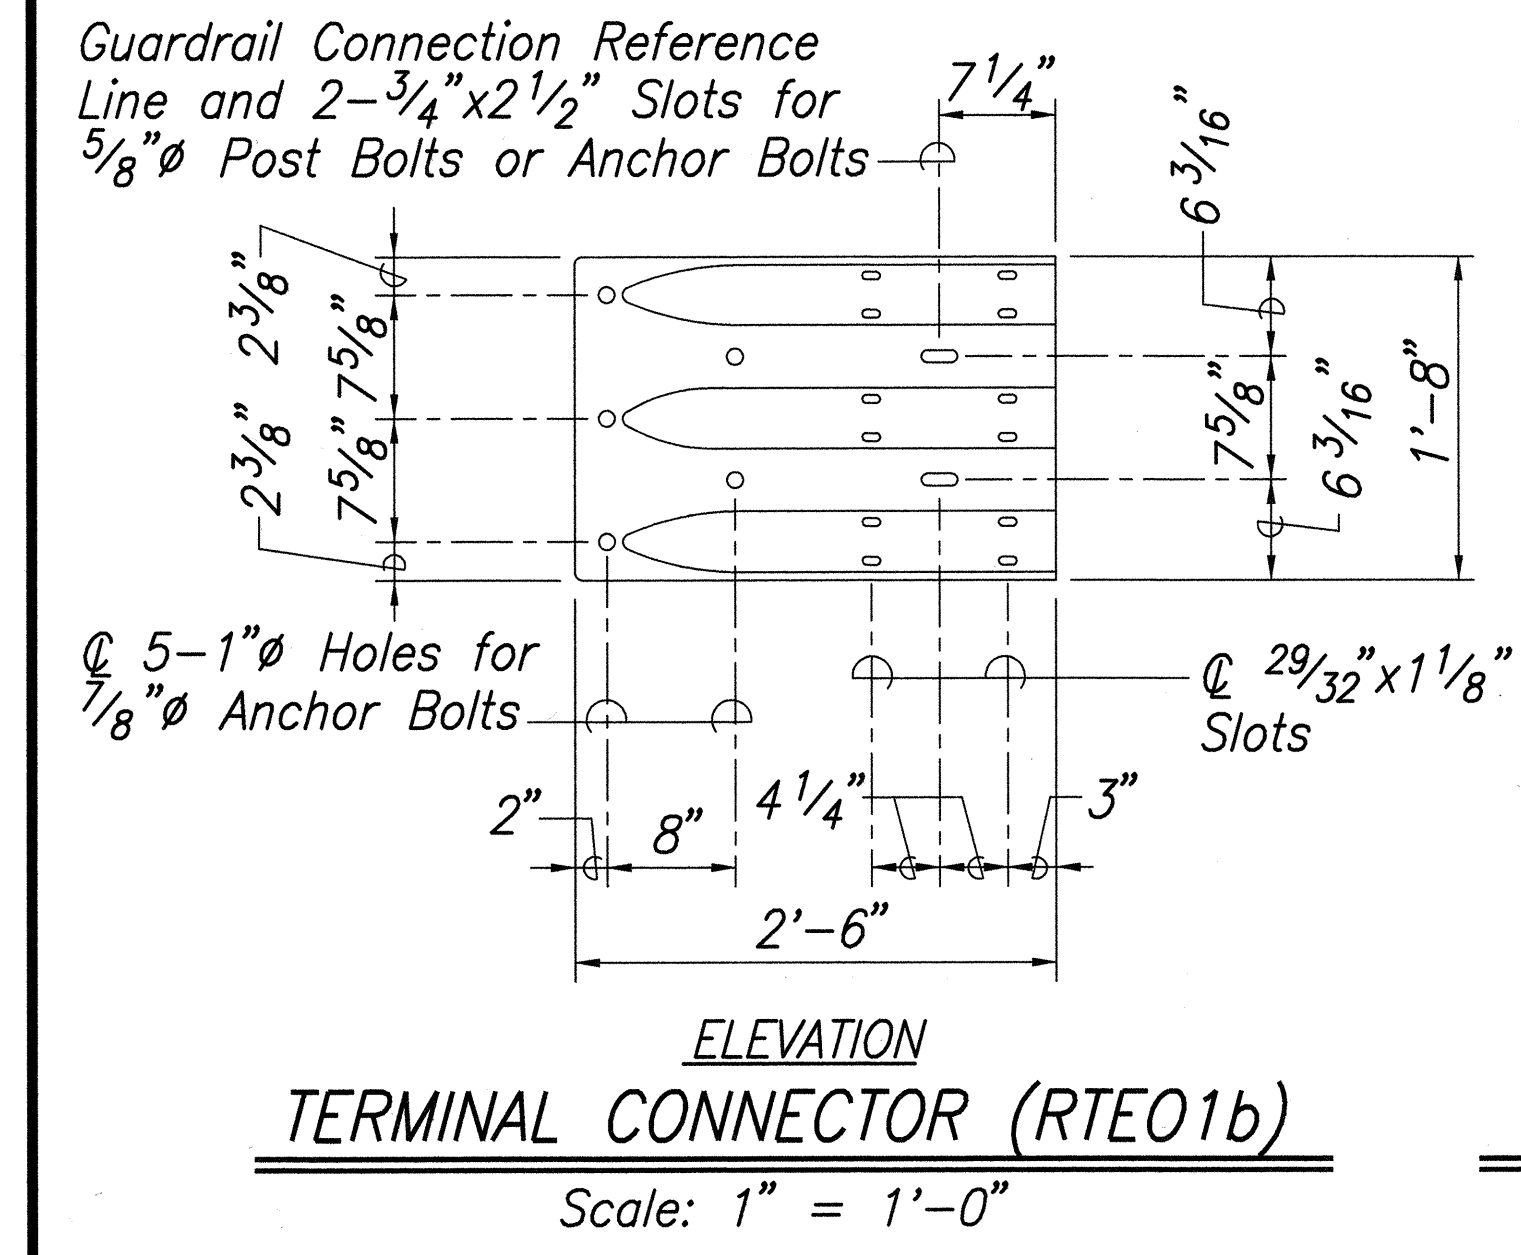 Guardrail Connection Reference
Line and 2-3/4"x2 1/2" Slots for
5/8"ø Post Bolts or Anchor Bolts
7 1/4"
6 3/16"
2 3/8"
7 5/8"
2 3/8"
7 5/8"
7 5/8"
6 3/16"
1'-8"
℄ 5-1"ø Holes for
7/8"ø Anchor Bolts
℄ 29/32"x1 1/8"
Slots
2"
8"
4 1/4"
3"
2'-6"
ELEVATION
TERMINAL CONNECTOR (RTE01b)
Scale: 1" = 1'-0"